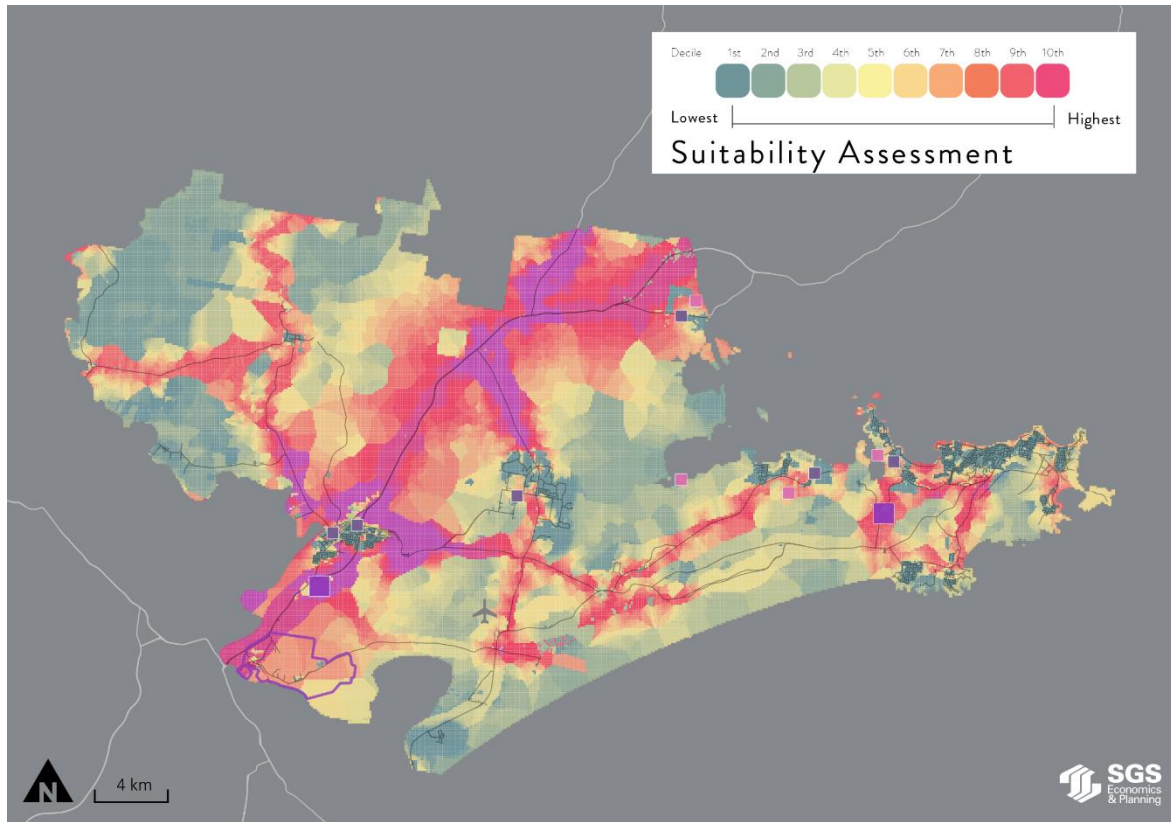 Decile 1st 2nd 3rd 4th 5th 6th 7th 8th 9th 10th
Lowest Highest
Suitability Assessment
N
4 km
SGS
Economics
& Planning